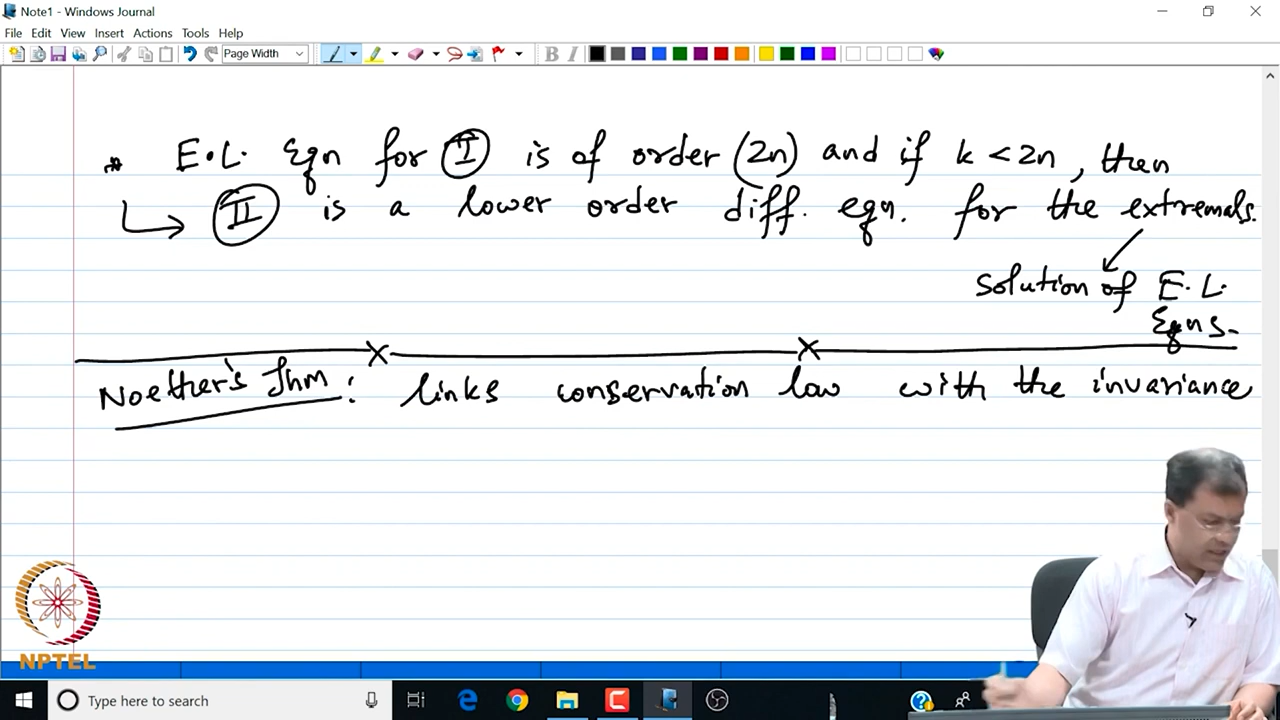 Note1 - Windows Journal
File Edit View Insert Actions Tools Help
Page Width
B I
* E.L. Eqn for I is of order (2n) and if k < 2n, then
II is a lower order diff. eqn. for the extremals.
Solution of E.L.
Eqns.
Noether's Thm: links conservation law with the invariance
NPTEL
Type here to search